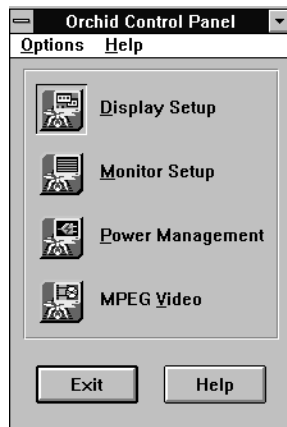 Orchid Control Panel
Options Help
Display Setup
Monitor Setup
Power Management
MPEG Video
Exit Help